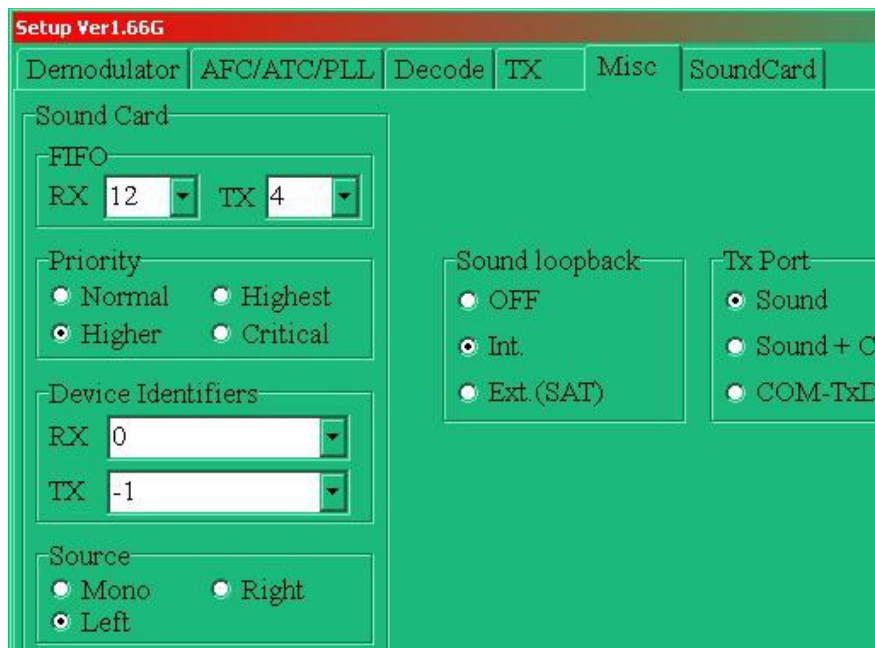 Setup Ver1.66G
Demodulator AFC/ATC/PLL Decode TX Misc SoundCard
Sound Card
FIFO
RX 12 TX 4
Priority
Normal Highest
Higher Critical
Device Identifiers
RX 0
TX -1
Source
Mono Right
Left
Sound loopback
OFF
Int.
Ext.(SAT)
Tx Port
Sound
Sound + C
COM-TxD